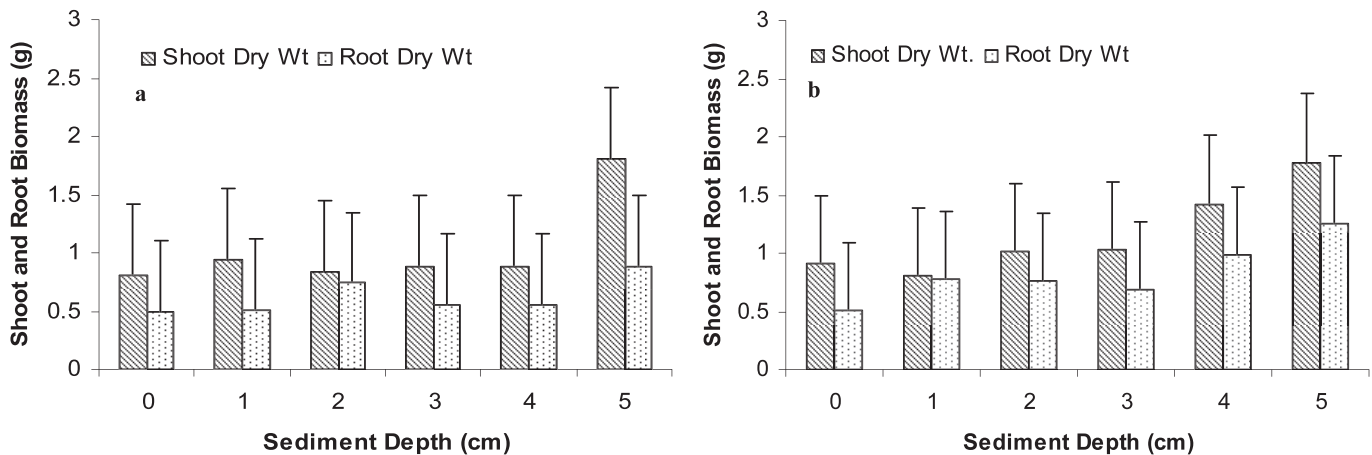 Shoot and Root Biomass (g)
3
2.5
2
1.5
1
0.5
0
Shoot Dry Wt Root Dry Wt
a
0 1 2 3 4 5
Sediment Depth (cm)
Shoot and Root Biomass (g)
3
2.5
2
1.5
1
0.5
0
Shoot Dry Wt. Root Dry Wt
b
0 1 2 3 4 5
Sediment Depth (cm)